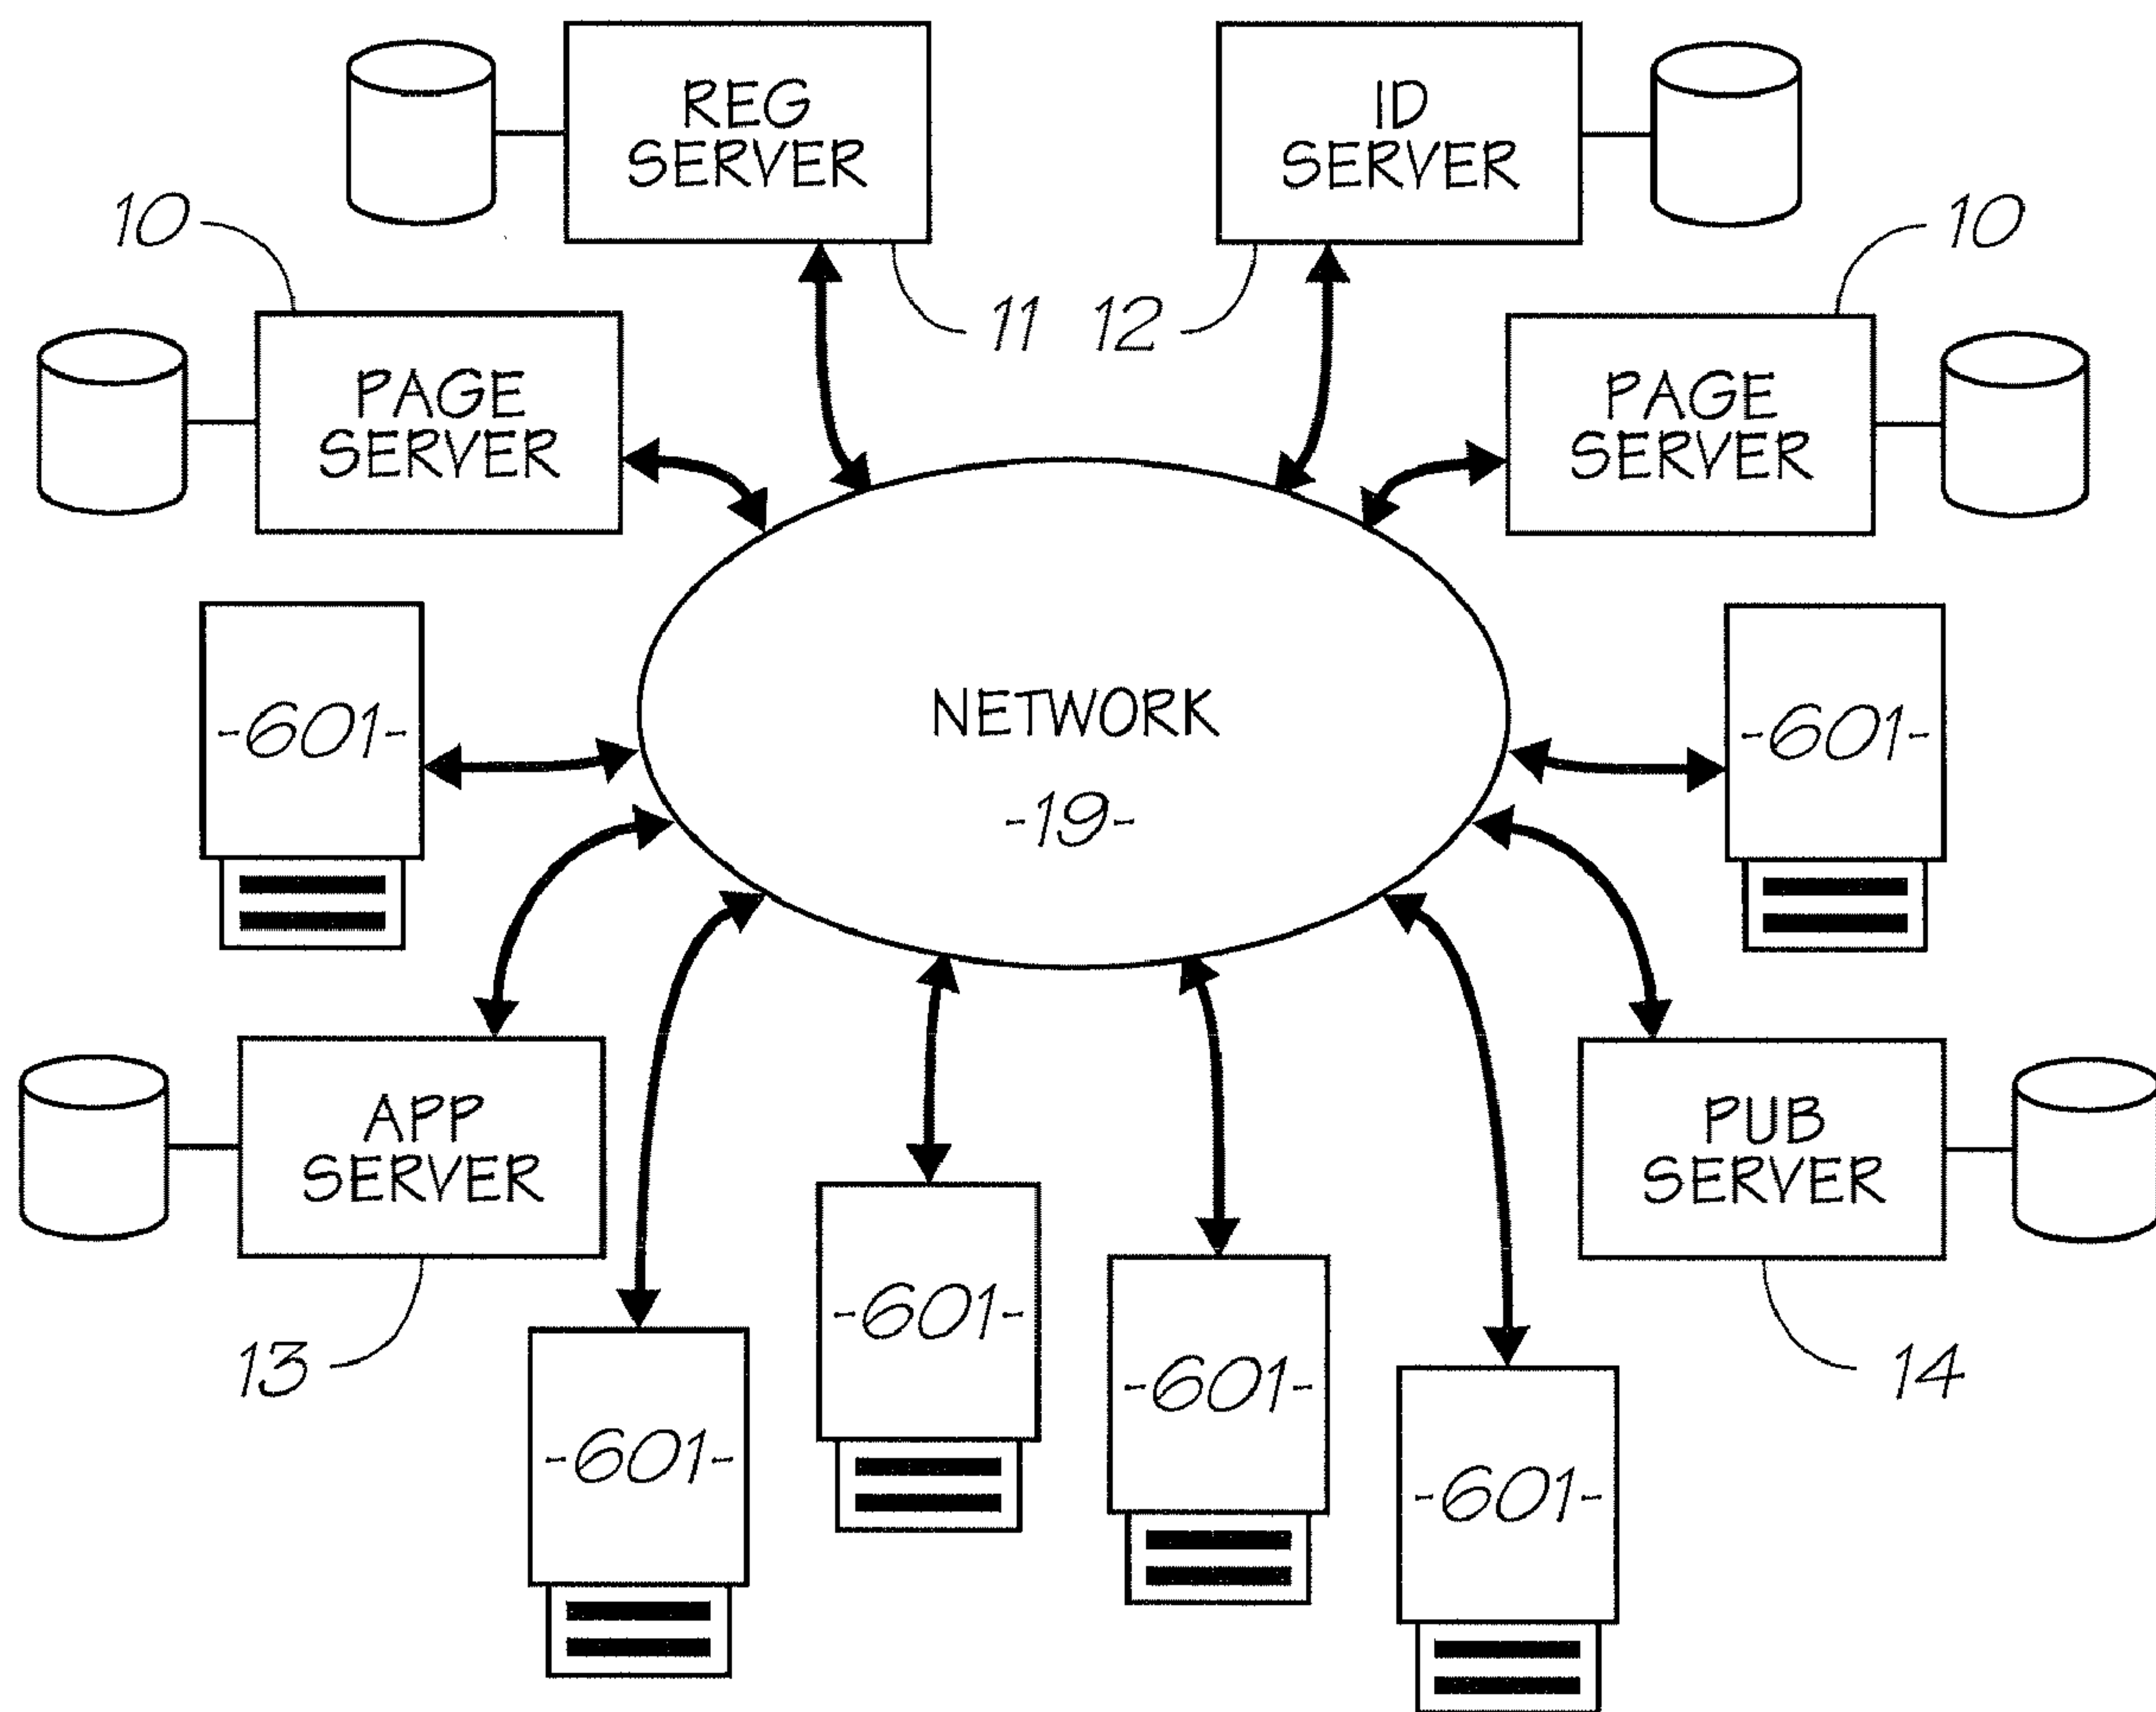 REG
SERVER
ID
SERVER
10
10
11
12
PAGE
SERVER
PAGE
SERVER
-601-
NETWORK
-19-
-601-
APP
SERVER
PUB
SERVER
13
-601-
-601-
-601-
-601-
14